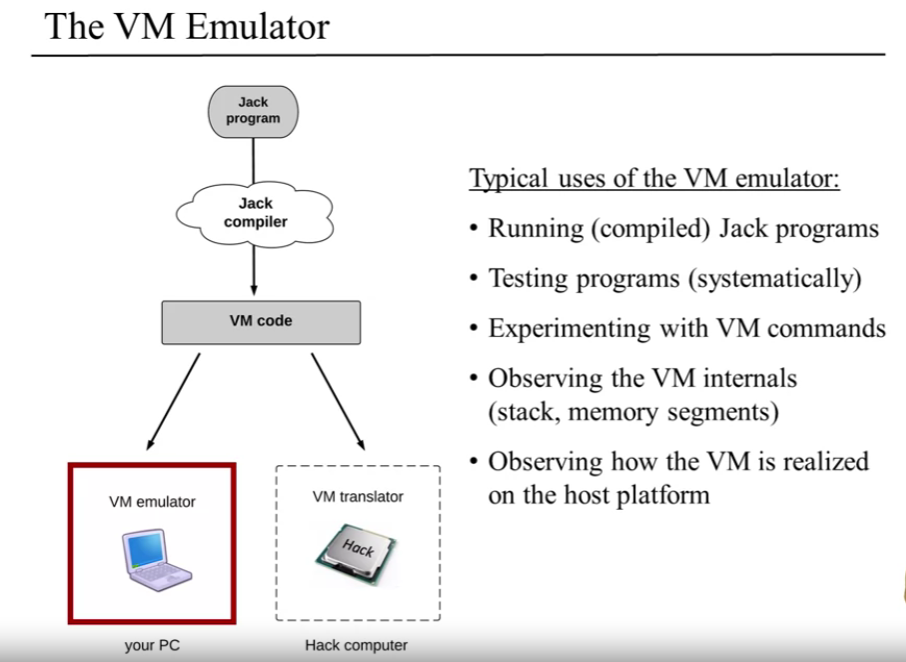 The VM Emulator
Jack
program
Jack
compiler
VM code
VM emulator
your PC
VM translator
Hack
Hack computer
Typical uses of the VM emulator:
• Running (compiled) Jack programs
• Testing programs (systematically)
• Experimenting with VM commands
• Observing the VM internals
(stack, memory segments)
• Observing how the VM is realized
on the host platform